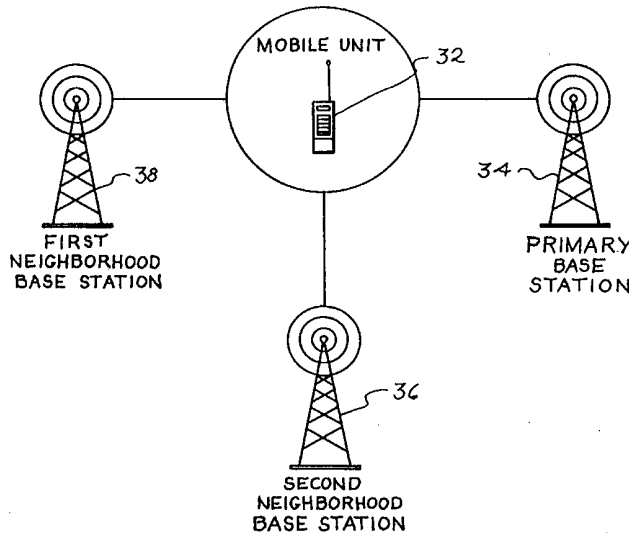 MOBILE UNIT
32
38
34
FIRST
NEIGHBORHOOD
BASE STATION
PRIMARY
BASE
STATION
36
SECOND
NEIGHBORHOOD
BASE STATION